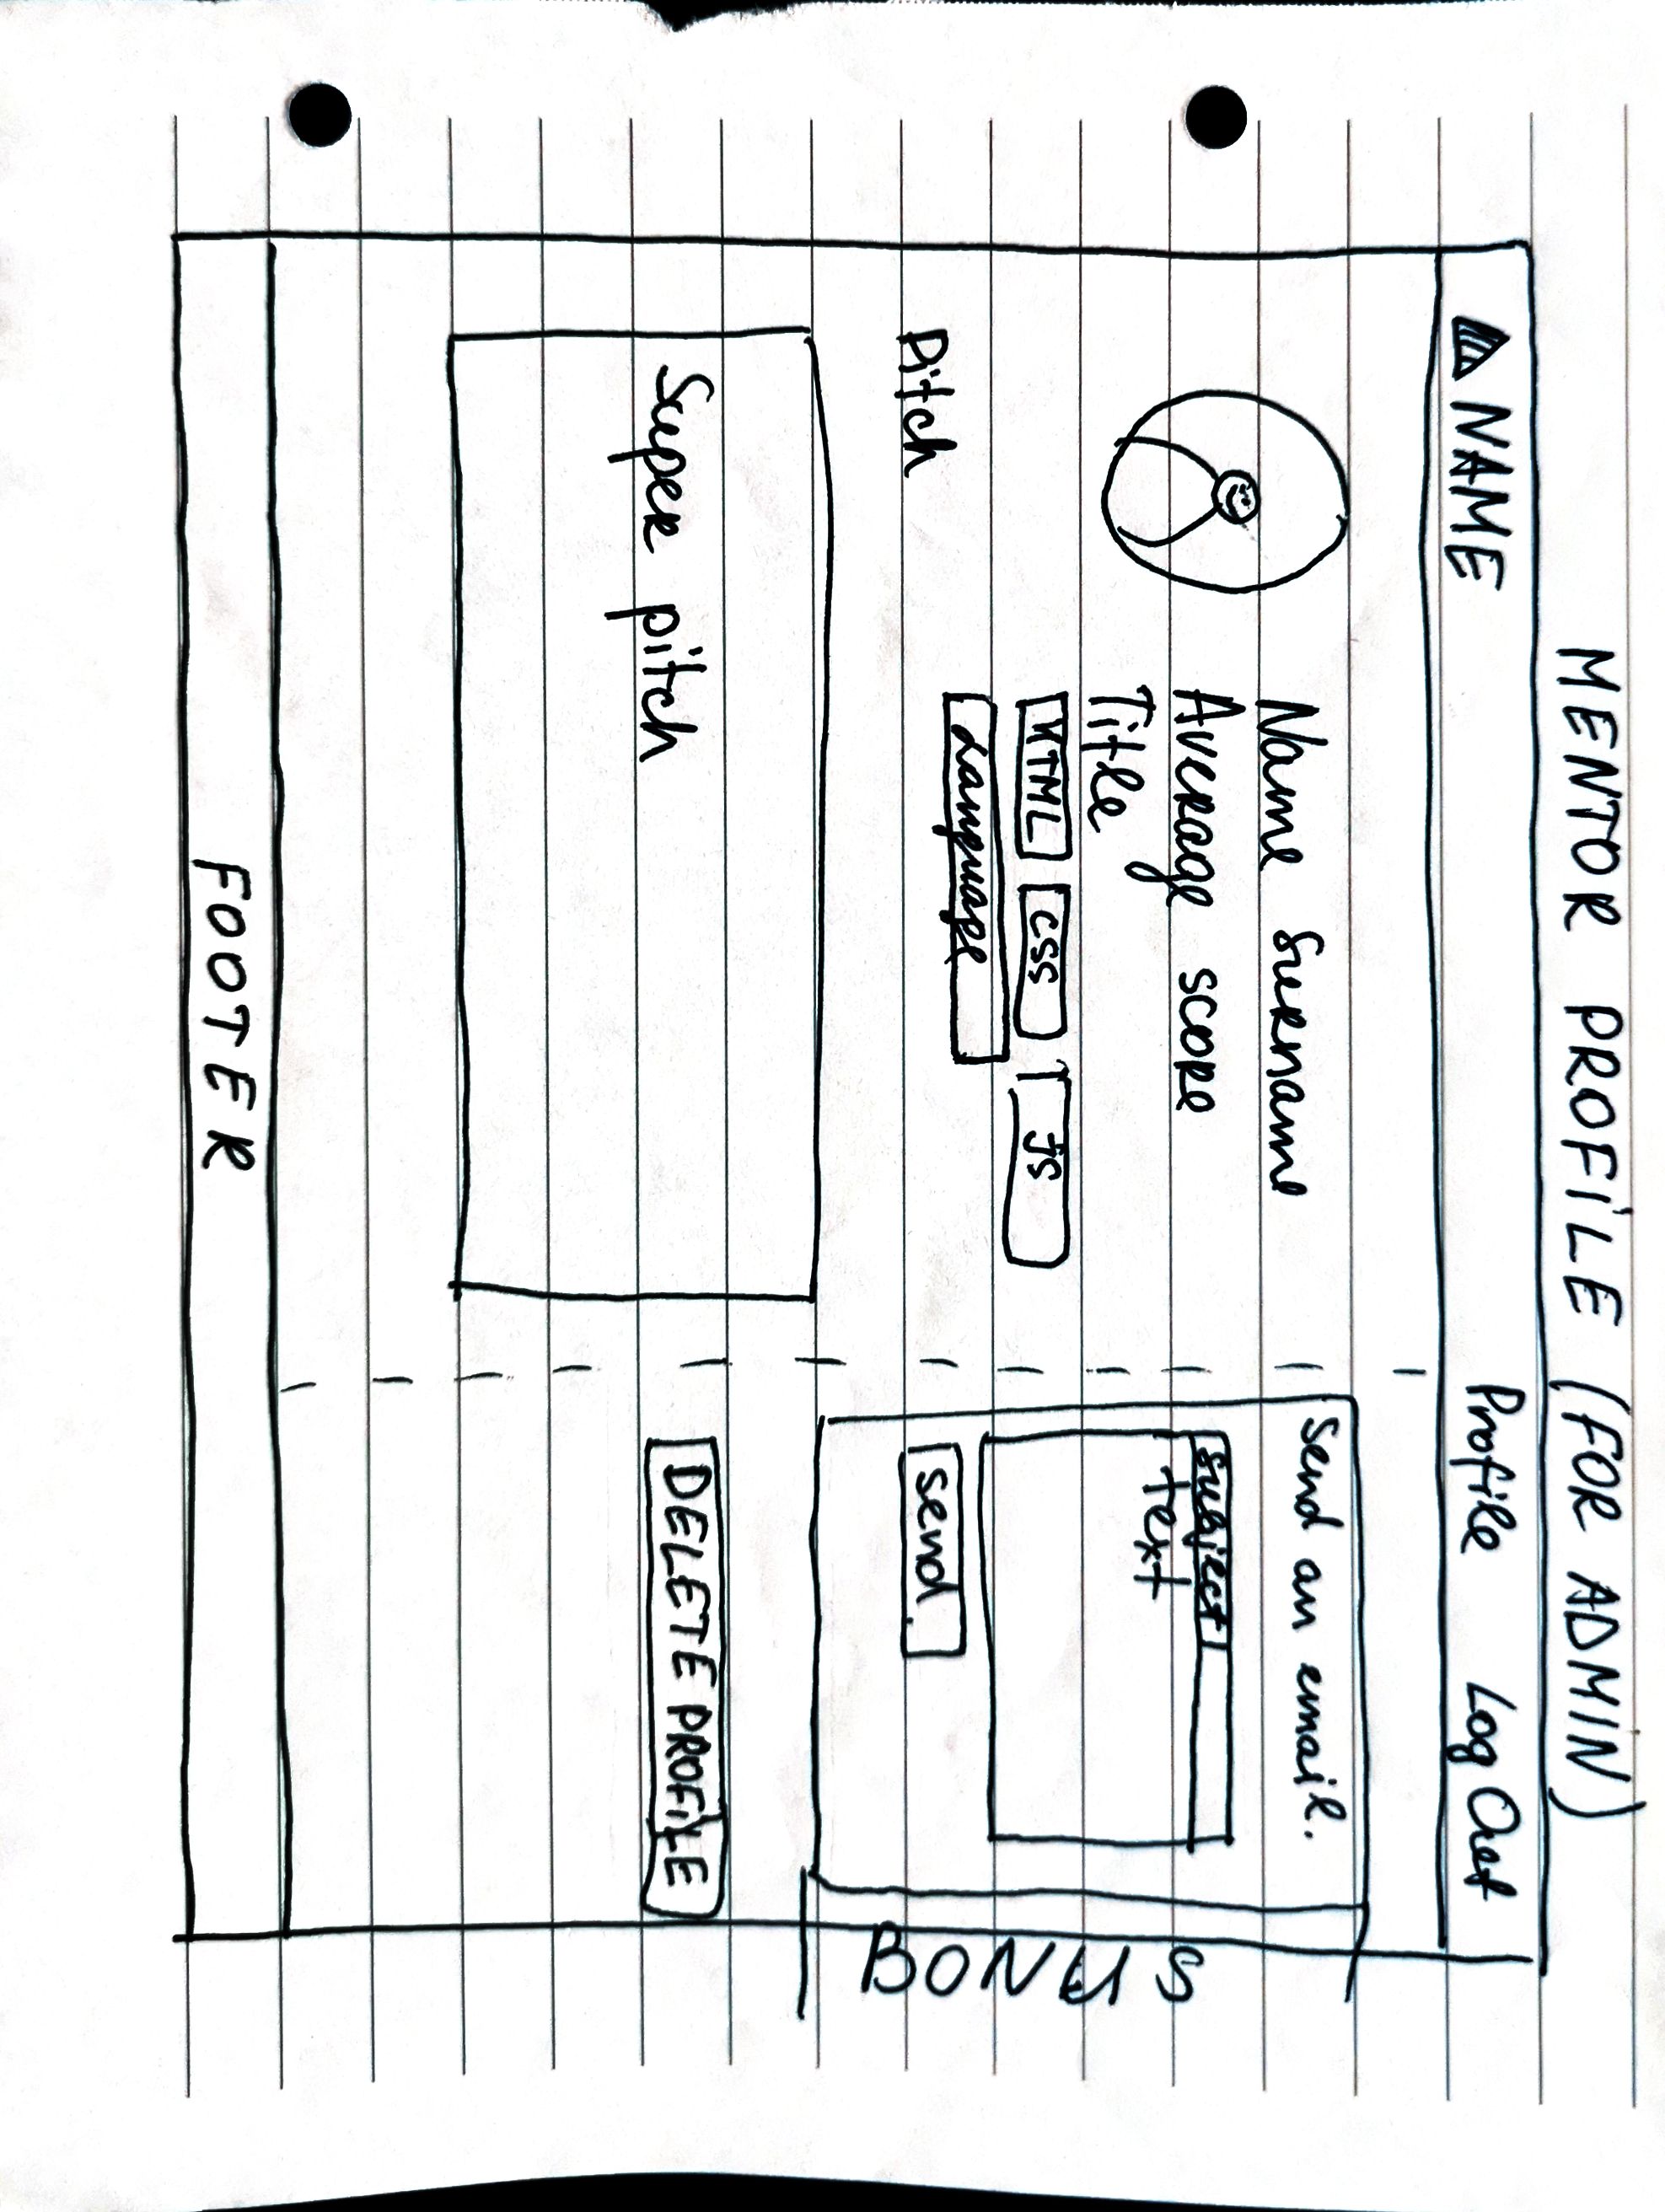 MENTOR PROFILE (FOR ADMIN)
NAME Profile Log Out
Name Surname
Average score
Title
HTML CSS JS
Language
Pitch
Super pitch
Send an email.
Subject
text
Send
BONUS
DELETE PROFILE
FOOTER